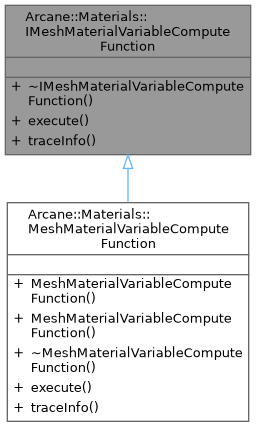 Arcane::Materials::
IMeshMaterialVariableCompute
Function
+ ~IMeshMaterialVariableCompute
Function()
+ execute()
+ traceInfo()
Arcane::Materials::
MeshMaterialVariableCompute
Function
+ MeshMaterialVariableCompute
Function()
+ MeshMaterialVariableCompute
Function()
+ ~MeshMaterialVariableCompute
Function()
+ execute()
+ traceInfo()